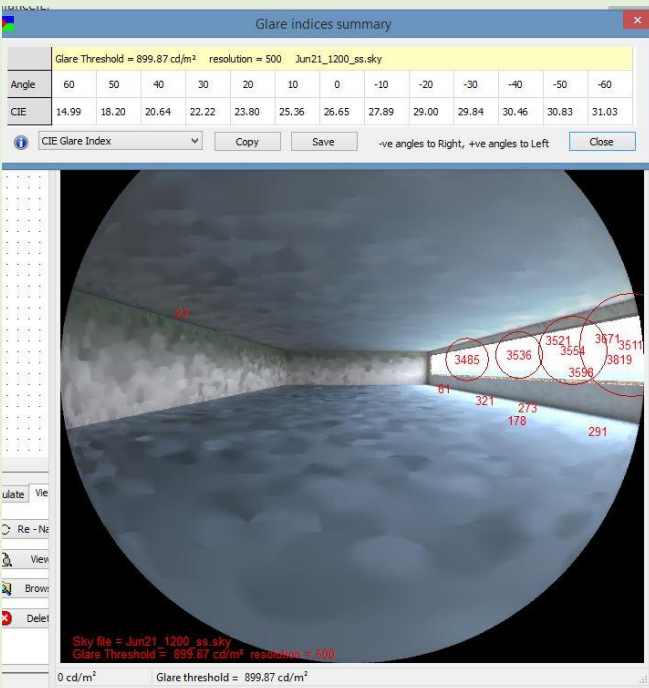 Glare indices summary
Glare Threshold = 899.87 cd/m² resolution = 500 Jun21_1200_ss.sky
Angle 60 50 40 30 20 10 0 -10 -20 -30 -40 -50 -60
CIE 14.99 18.20 20.64 22.22 23.80 25.36 26.65 27.89 29.00 29.84 30.46 30.83 31.03
CIE Glare Index Copy Save -ve angles to Right, +ve angles to Left Close
23
3485
3536
3521
3554
3598
3671
3511
3819
61
321
273
178
291
ulate Vie
Re - Na
View
Brows
Delet
Sky file = Jun21_1200_ss.sky
Glare Threshold = 899.87 cd/m² resolution = 500
0 cd/m² Glare threshold = 899.87 cd/m²